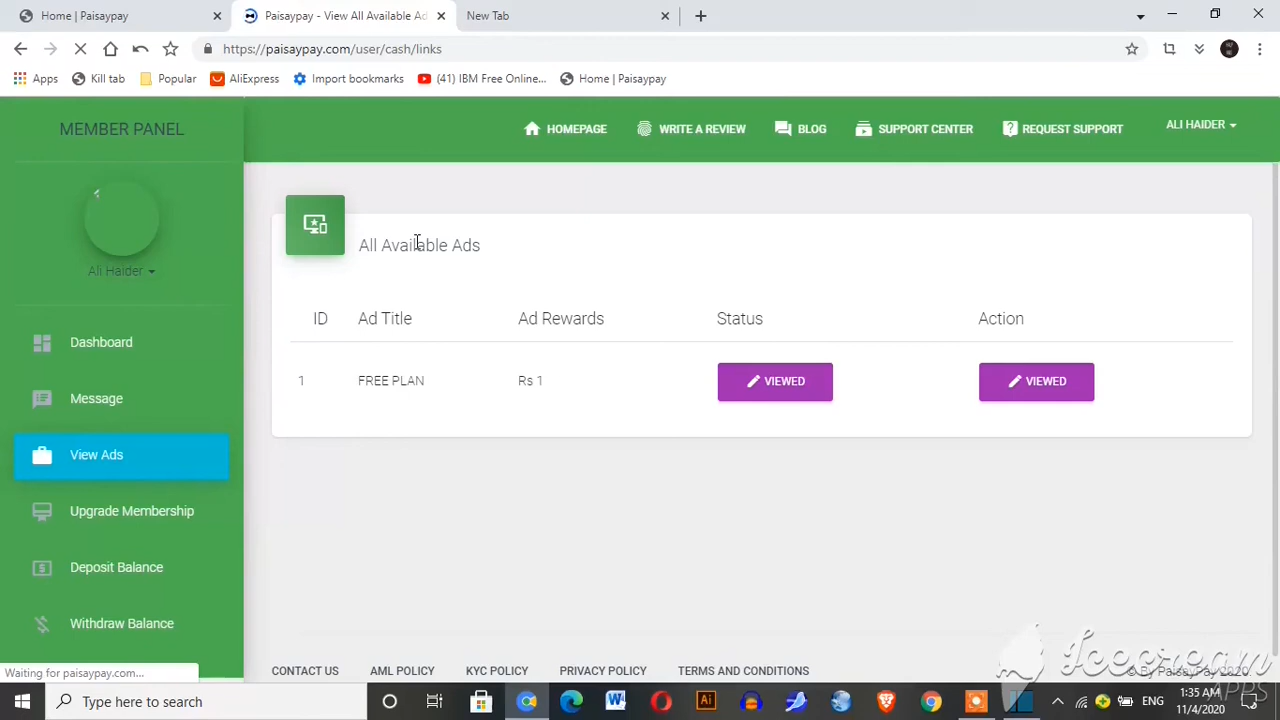 Home | Paisaypay
Paisaypay - View All Available Ad
New Tab
https://paisaypay.com/user/cash/links
Apps
Kill tab
Popular
AliExpress
Import bookmarks
(41) IBM Free Online...
Home | Paisaypay
MEMBER PANEL
HOMEPAGE
WRITE A REVIEW
BLOG
SUPPORT CENTER
REQUEST SUPPORT
ALI HAIDER
Ali Haider
All Available Ads
ID
Ad Title
Ad Rewards
Status
Action
1
FREE PLAN
Rs 1
VIEWED
VIEWED
Dashboard
Message
View Ads
Upgrade Membership
Deposit Balance
Withdraw Balance
Waiting for paisaypay.com...
CONTACT US
AML POLICY
KYC POLICY
PRIVACY POLICY
TERMS AND CONDITIONS
© By PaisayPay 2020
Icecream
APPS
Type here to search
ENG
1:35 AM
11/4/2020